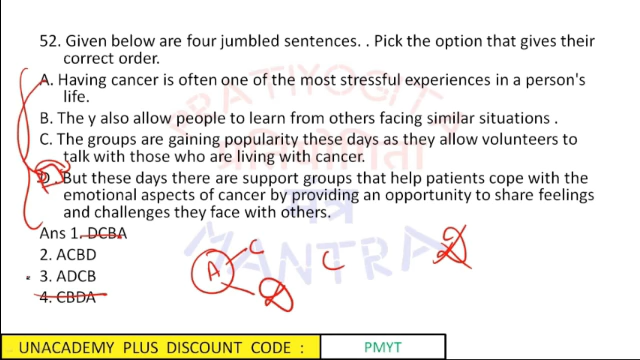 52. Given below are four jumbled sentences. . Pick the option that gives their
correct order.
A. Having cancer is often one of the most stressful experiences in a person's
life.
B. The y also allow people to learn from others facing similar situations .
C. The groups are gaining popularity these days as they allow volunteers to
talk with those who are living with cancer.
D. But these days there are support groups that help patients cope with the
emotional aspects of cancer by providing an opportunity to share feelings
and challenges they face with others.
Ans 1. DCBA
2. ACBD
3. ADCB
4. CBDA
A C D C D
PRATIYOGITA
प्रतियोगिता
मंत्र
MANTRA
UNACADEMY PLUS DISCOUNT CODE : PMYT